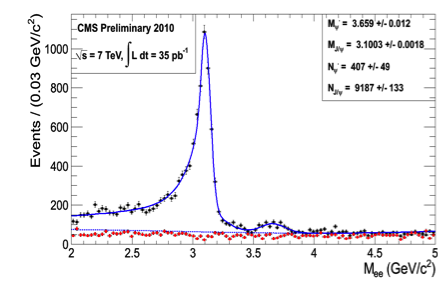 CMS Preliminary 2010
√s = 7 TeV, ∫L dt = 35 pb⁻¹
M_ψ' = 3.659 +/- 0.012
M_J/ψ = 3.1003 +/- 0.0018
N_ψ' = 407 +/- 49
N_J/ψ = 9187 +/- 133
Events / (0.03 GeV/c²)
1000
800
600
400
200
0
2 2.5 3 3.5 4 4.5 5
M_ee (GeV/c²)